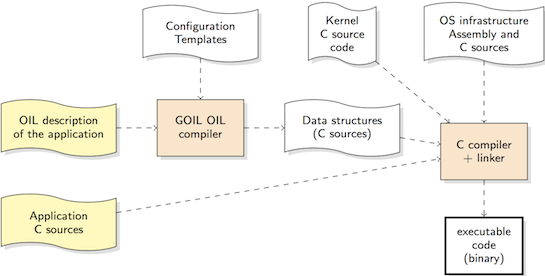 Configuration
Templates
Kernel
C source
code
OS infrastructure
Assembly and
C sources
OIL description
of the application
GOIL OIL
compiler
Data structures
(C sources)
C compiler
+ linker
Application
C sources
executable
code
(binary)